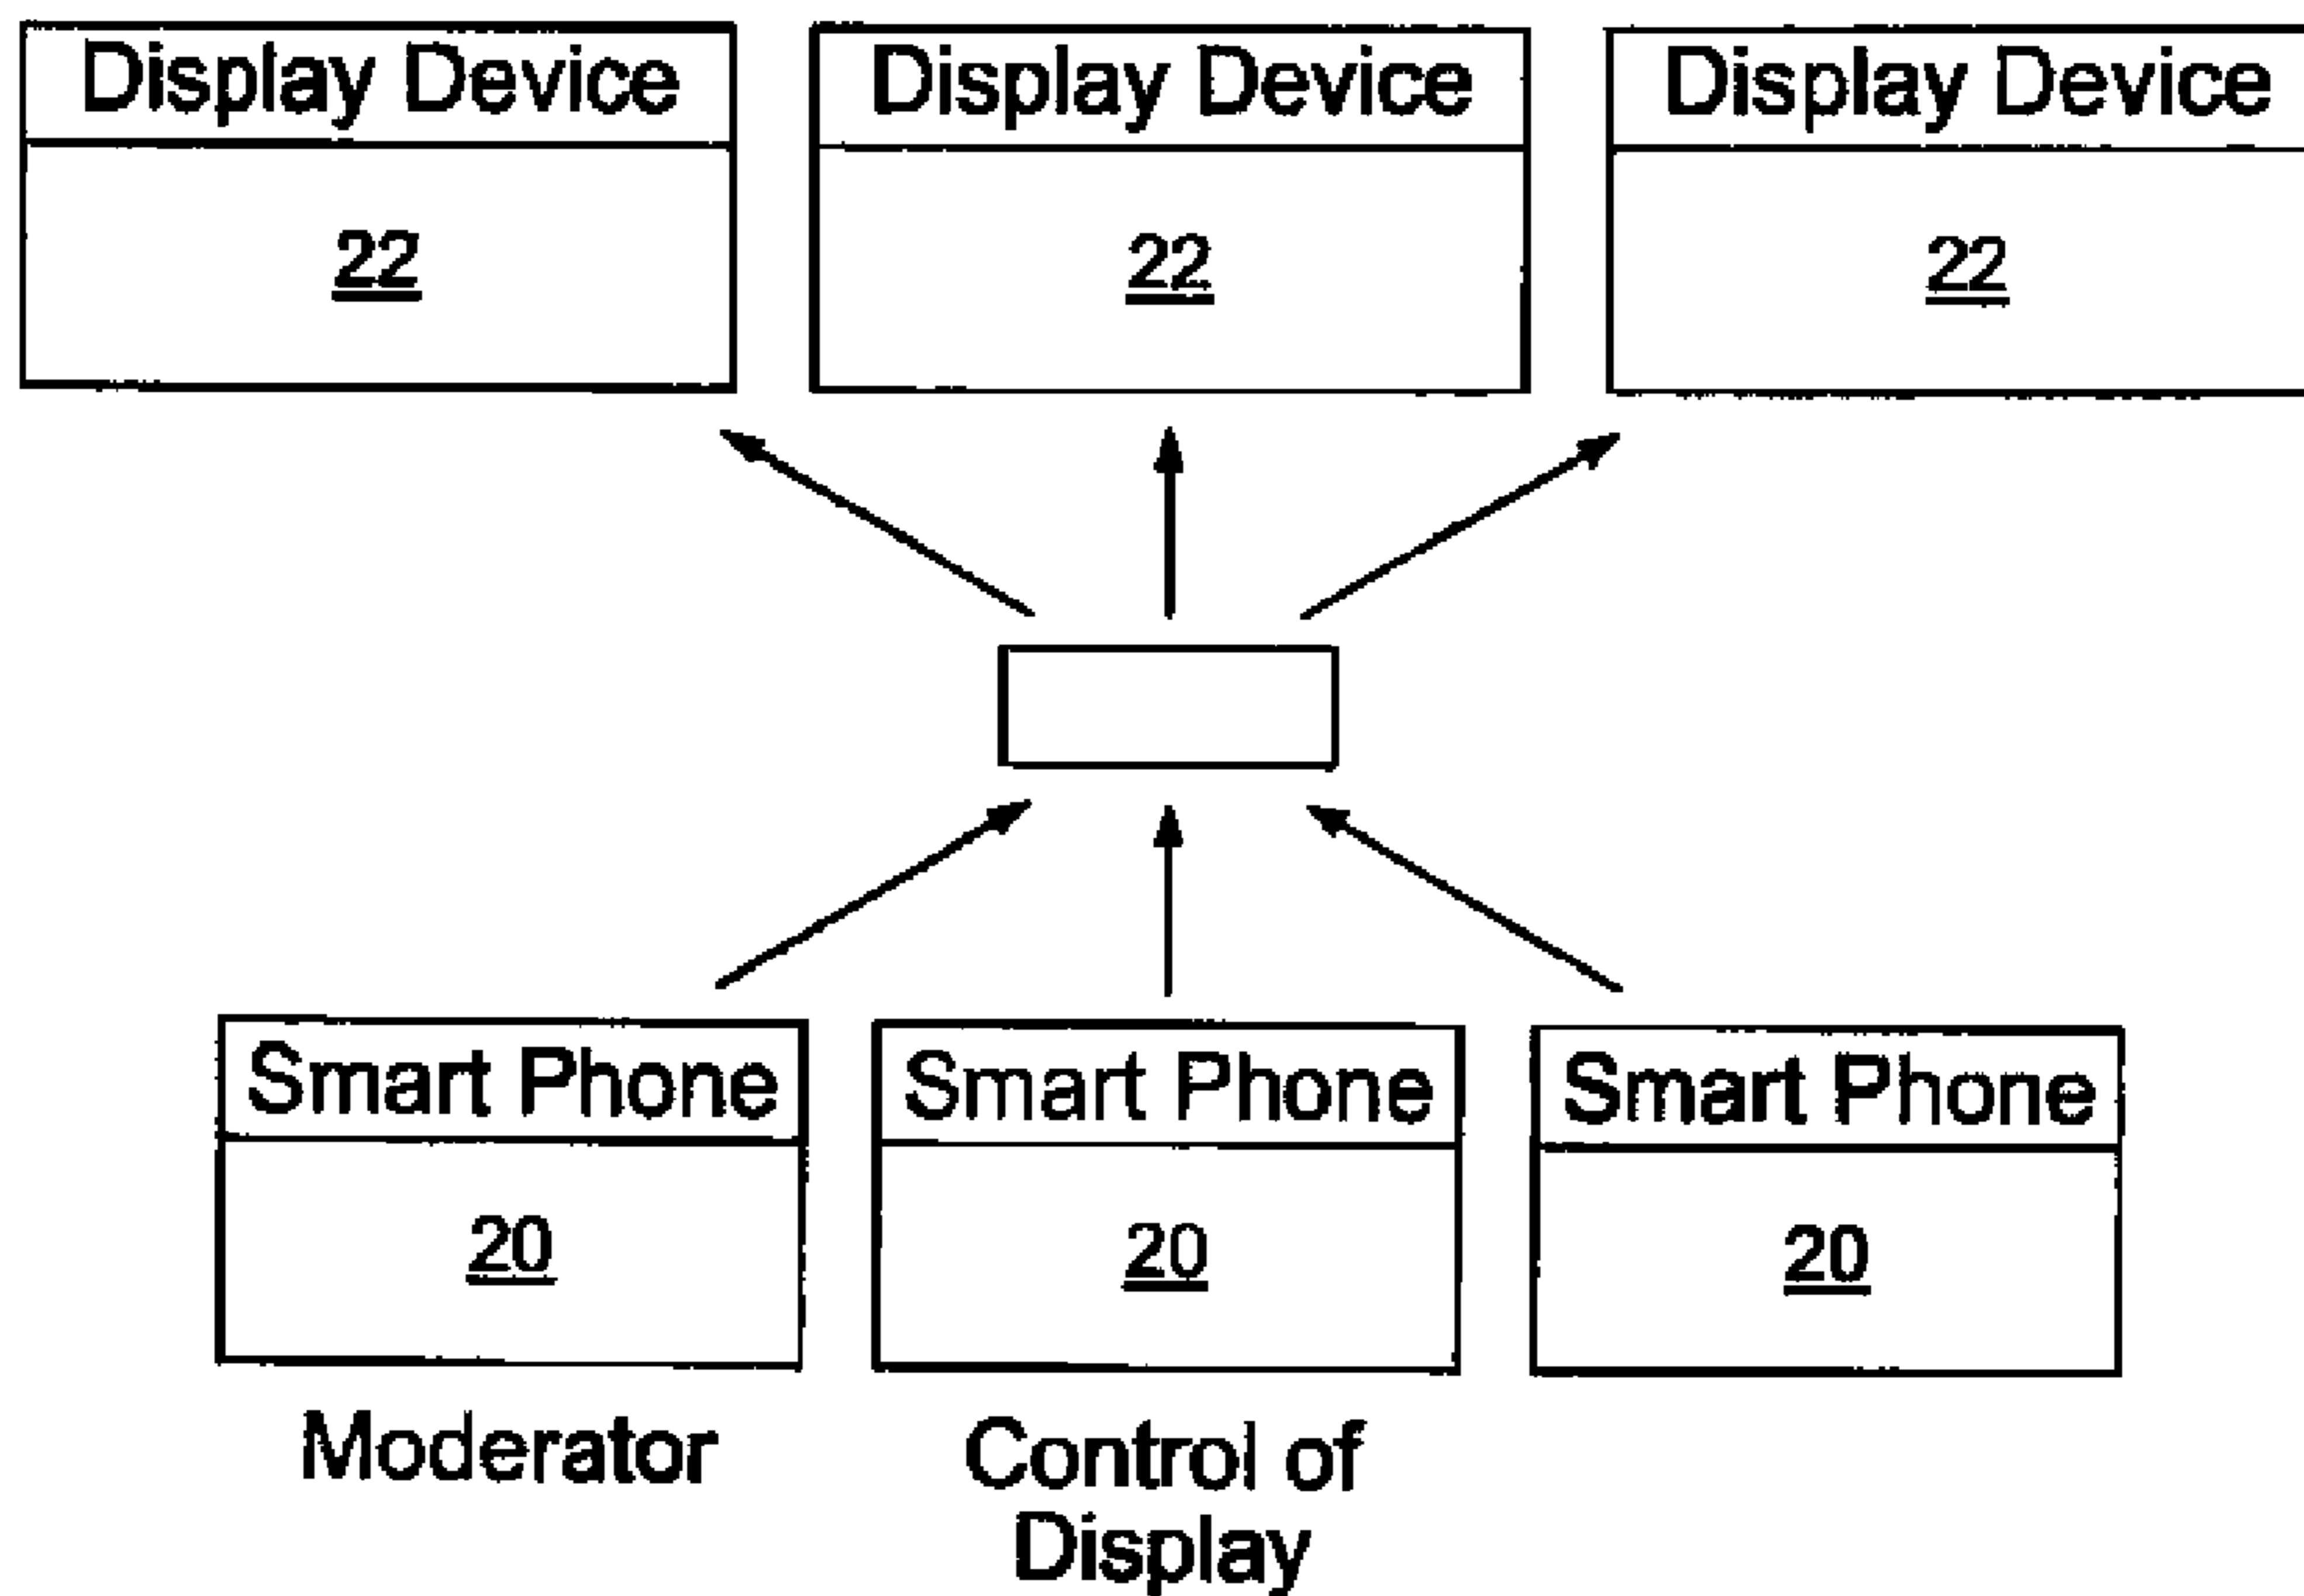 Display Device
Display Device
Display Device
22
22
22
Smart Phone
Smart Phone
Smart Phone
20
20
20
Moderator
Control of
Display